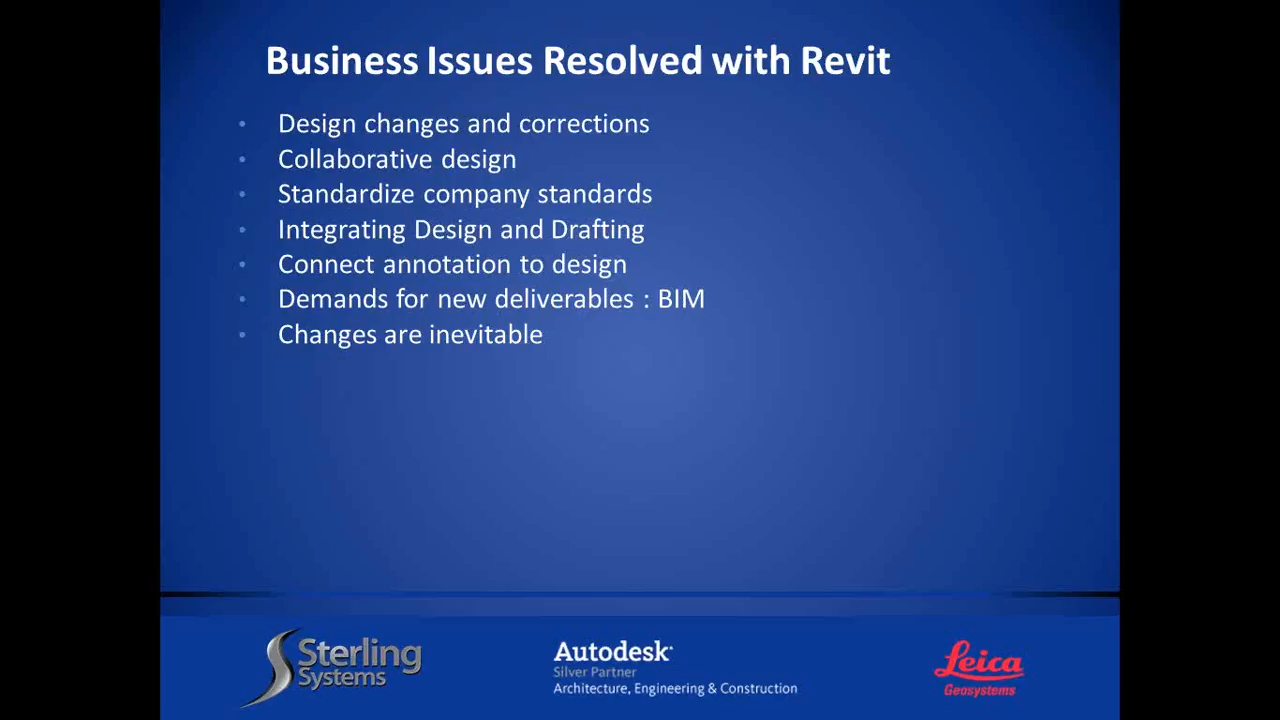 Business Issues Resolved with Revit
• Design changes and corrections
• Collaborative design
• Standardize company standards
• Integrating Design and Drafting
• Connect annotation to design
• Demands for new deliverables : BIM
• Changes are inevitable
Sterling
Systems
Autodesk
Silver Partner
Architecture, Engineering & Construction
Leica
Geosystems